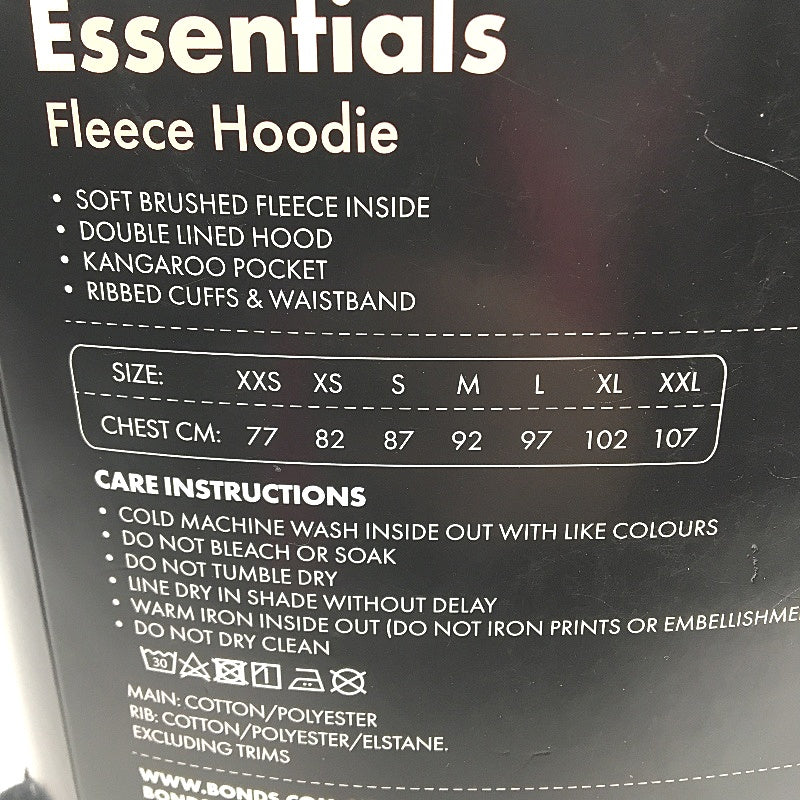 Essentials
Fleece Hoodie
• SOFT BRUSHED FLEECE INSIDE
• DOUBLE LINED HOOD
• KANGAROO POCKET
• RIBBED CUFFS & WAISTBAND
SIZE: XXS XS S M L XL XXL
CHEST CM: 77 82 87 92 97 102 107
CARE INSTRUCTIONS
• COLD MACHINE WASH INSIDE OUT WITH LIKE COLOURS
• DO NOT BLEACH OR SOAK
• DO NOT TUMBLE DRY
• LINE DRY IN SHADE WITHOUT DELAY
• WARM IRON INSIDE OUT (DO NOT IRON PRINTS OR
• DO NOT DRY CLEAN
30
MAIN: COTTON/POLYESTER
RIB: COTTON/POLYESTER/ELSTANE.
EXCLUDING TRIMS
WWW.BONDS.